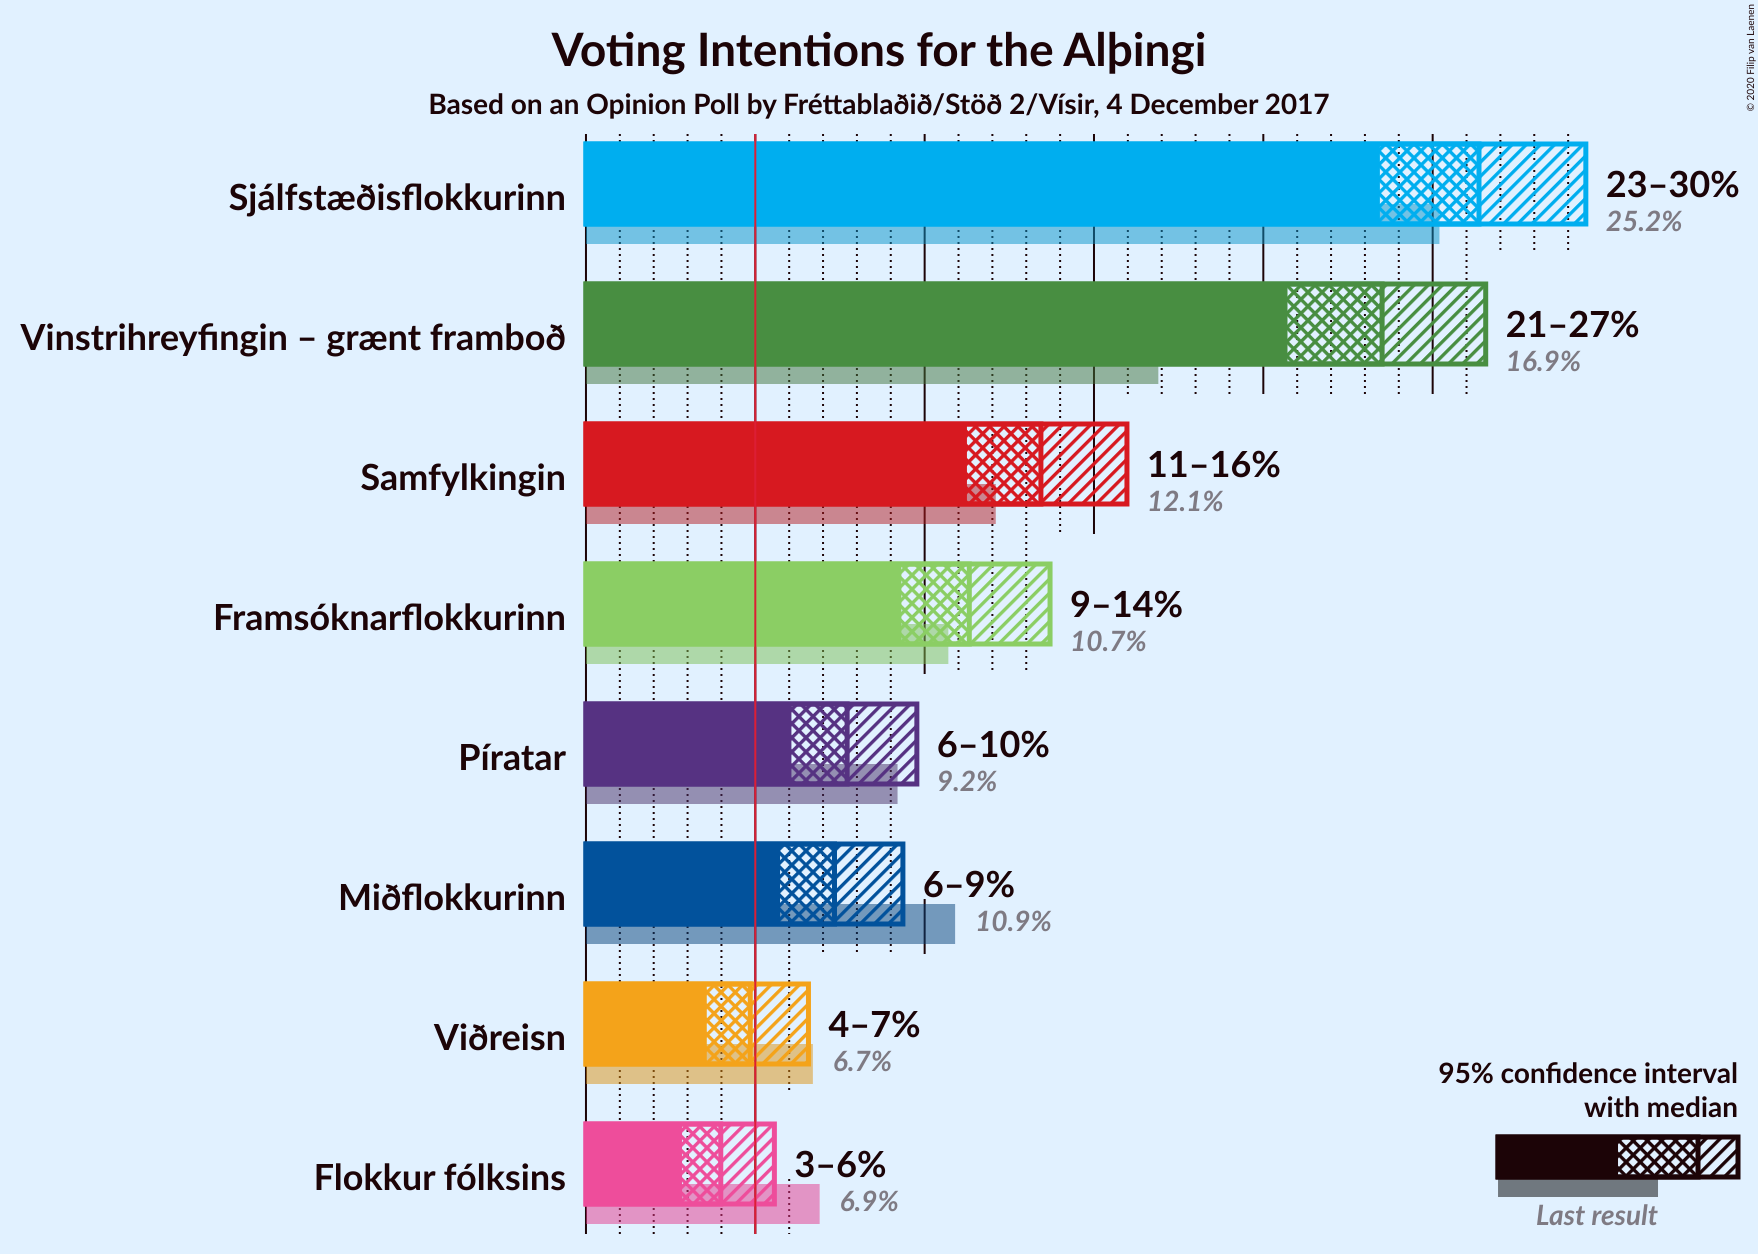 Voting Intentions for the Alþingi
Based on an Opinion Poll by Fréttablaðið/Stöð 2/Vísir, 4 December 2017
© 2020 Filip van Laenen
Sjálfstæðisflokkurinn
23–30%
25.2%
Vinstrihreyfingin – grænt framboð
21–27%
16.9%
Samfylkingin
11–16%
12.1%
Framsóknarflokkurinn
9–14%
10.7%
Píratar
6–10%
9.2%
Miðflokkurinn
6–9%
10.9%
Viðreisn
4–7%
6.7%
Flokkur fólksins
3–6%
6.9%
95% confidence interval
with median
Last result